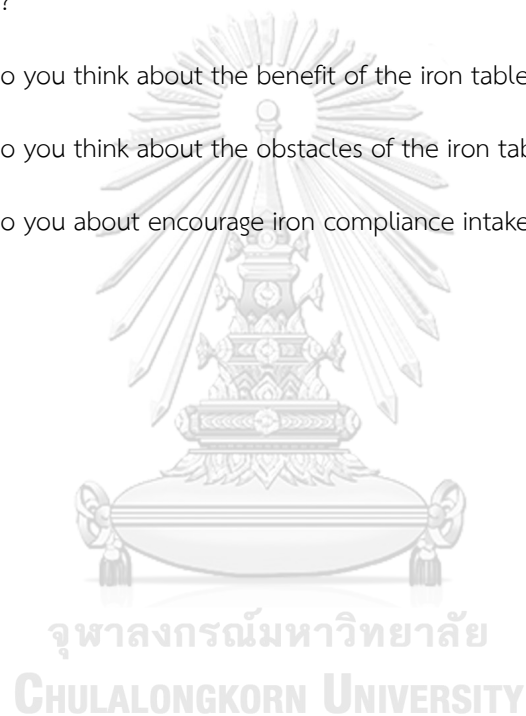 ?
o you think about the benefit of the iron table
o you think about the obstacles of the iron tab
o you about encourage iron compliance intake
จุฬาลงกรณ์มหาวิทยาลัย
CHULALONGKORN UNIVERSITY